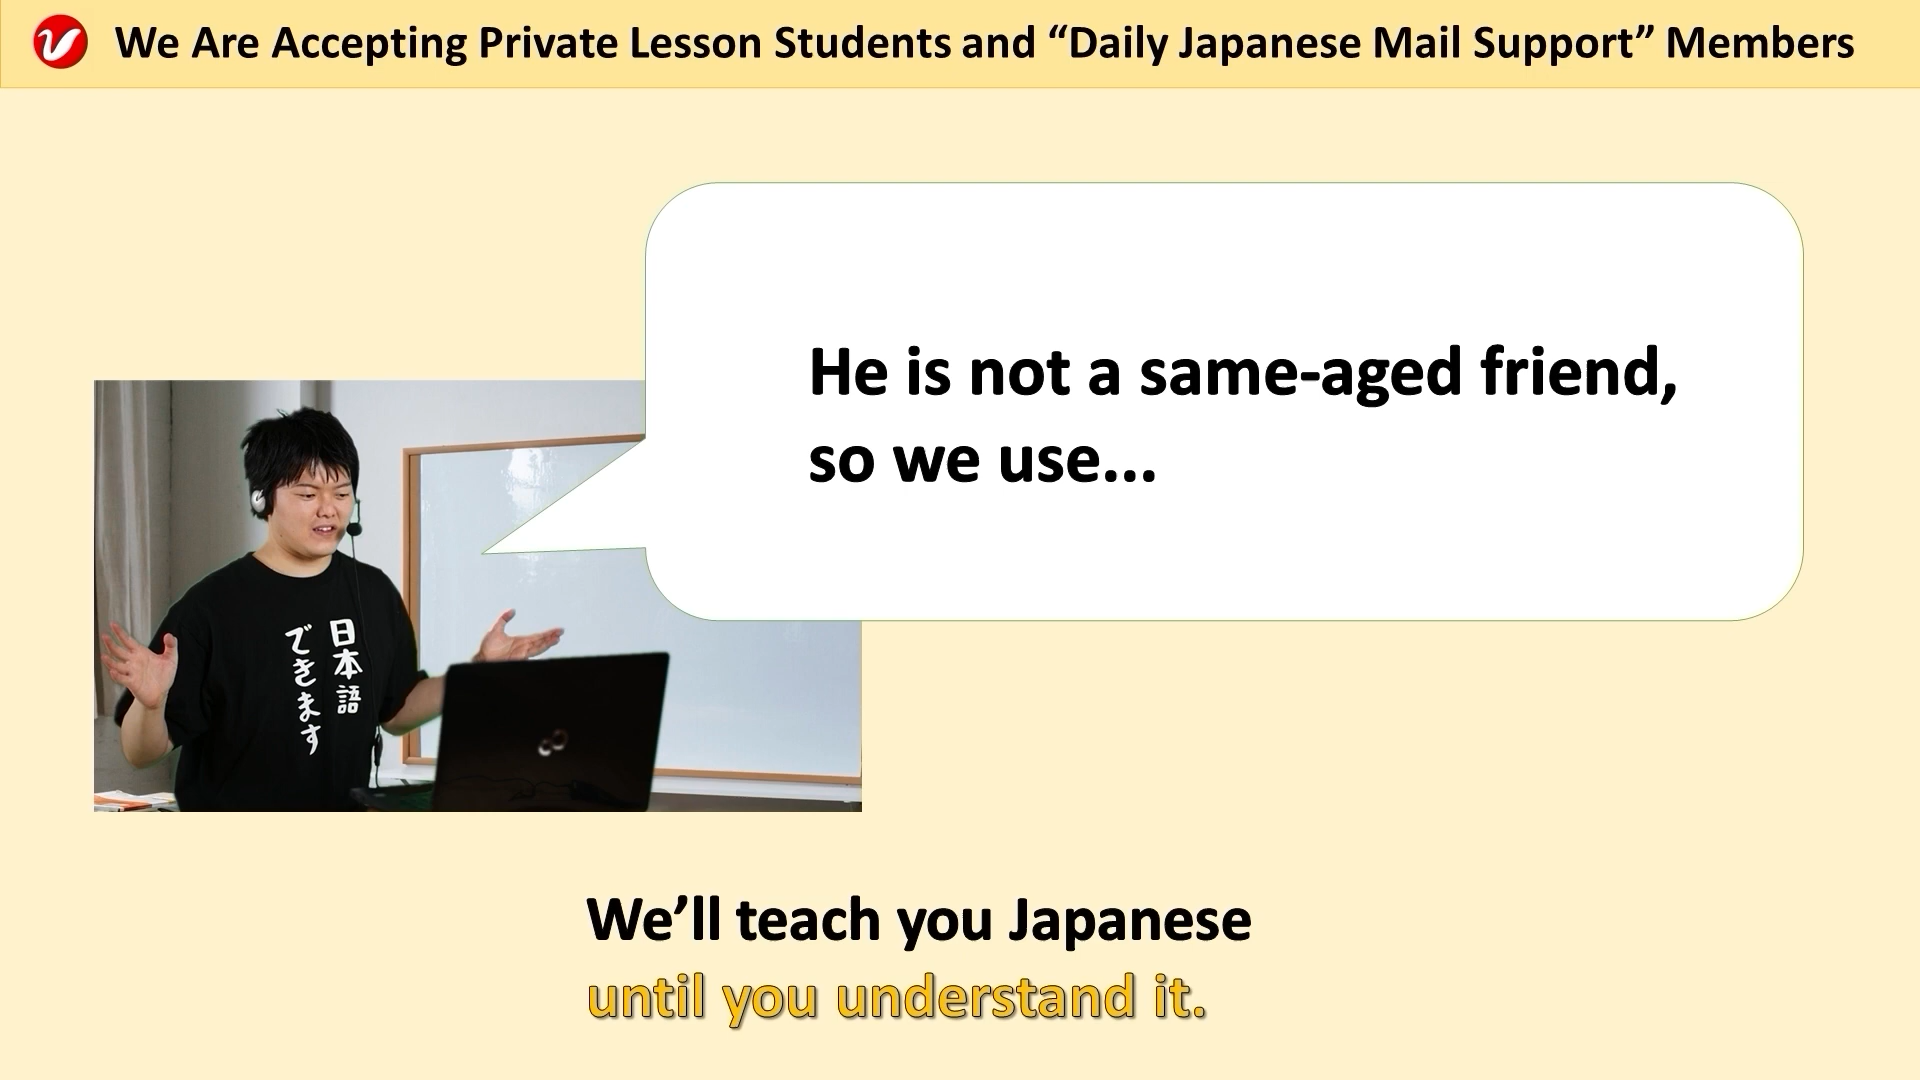 We Are Accepting Private Lesson Students and “Daily Japanese Mail Support” Members
He is not a same-aged friend,
so we use...
日本語
できます
We’ll teach you Japanese
until you understand it.